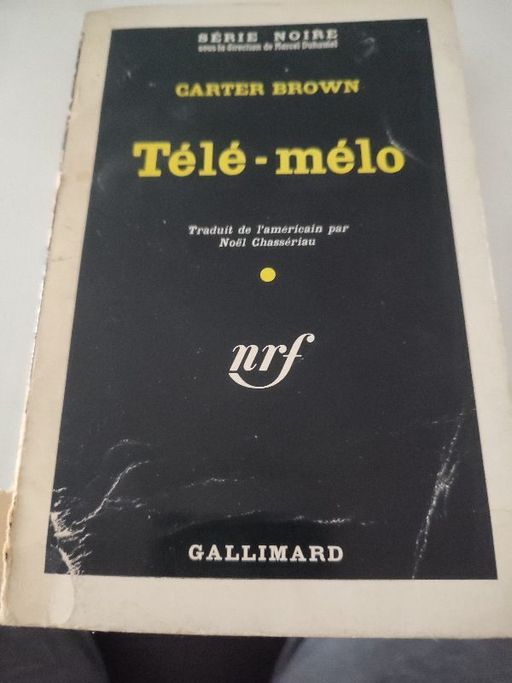 SÉRIE NOIRE
sous la direction de Marcel Duhamel
CARTER BROWN
Télé-mélo
Traduit de l'américain par
Noël Chassériau
nrf
GALLIMARD